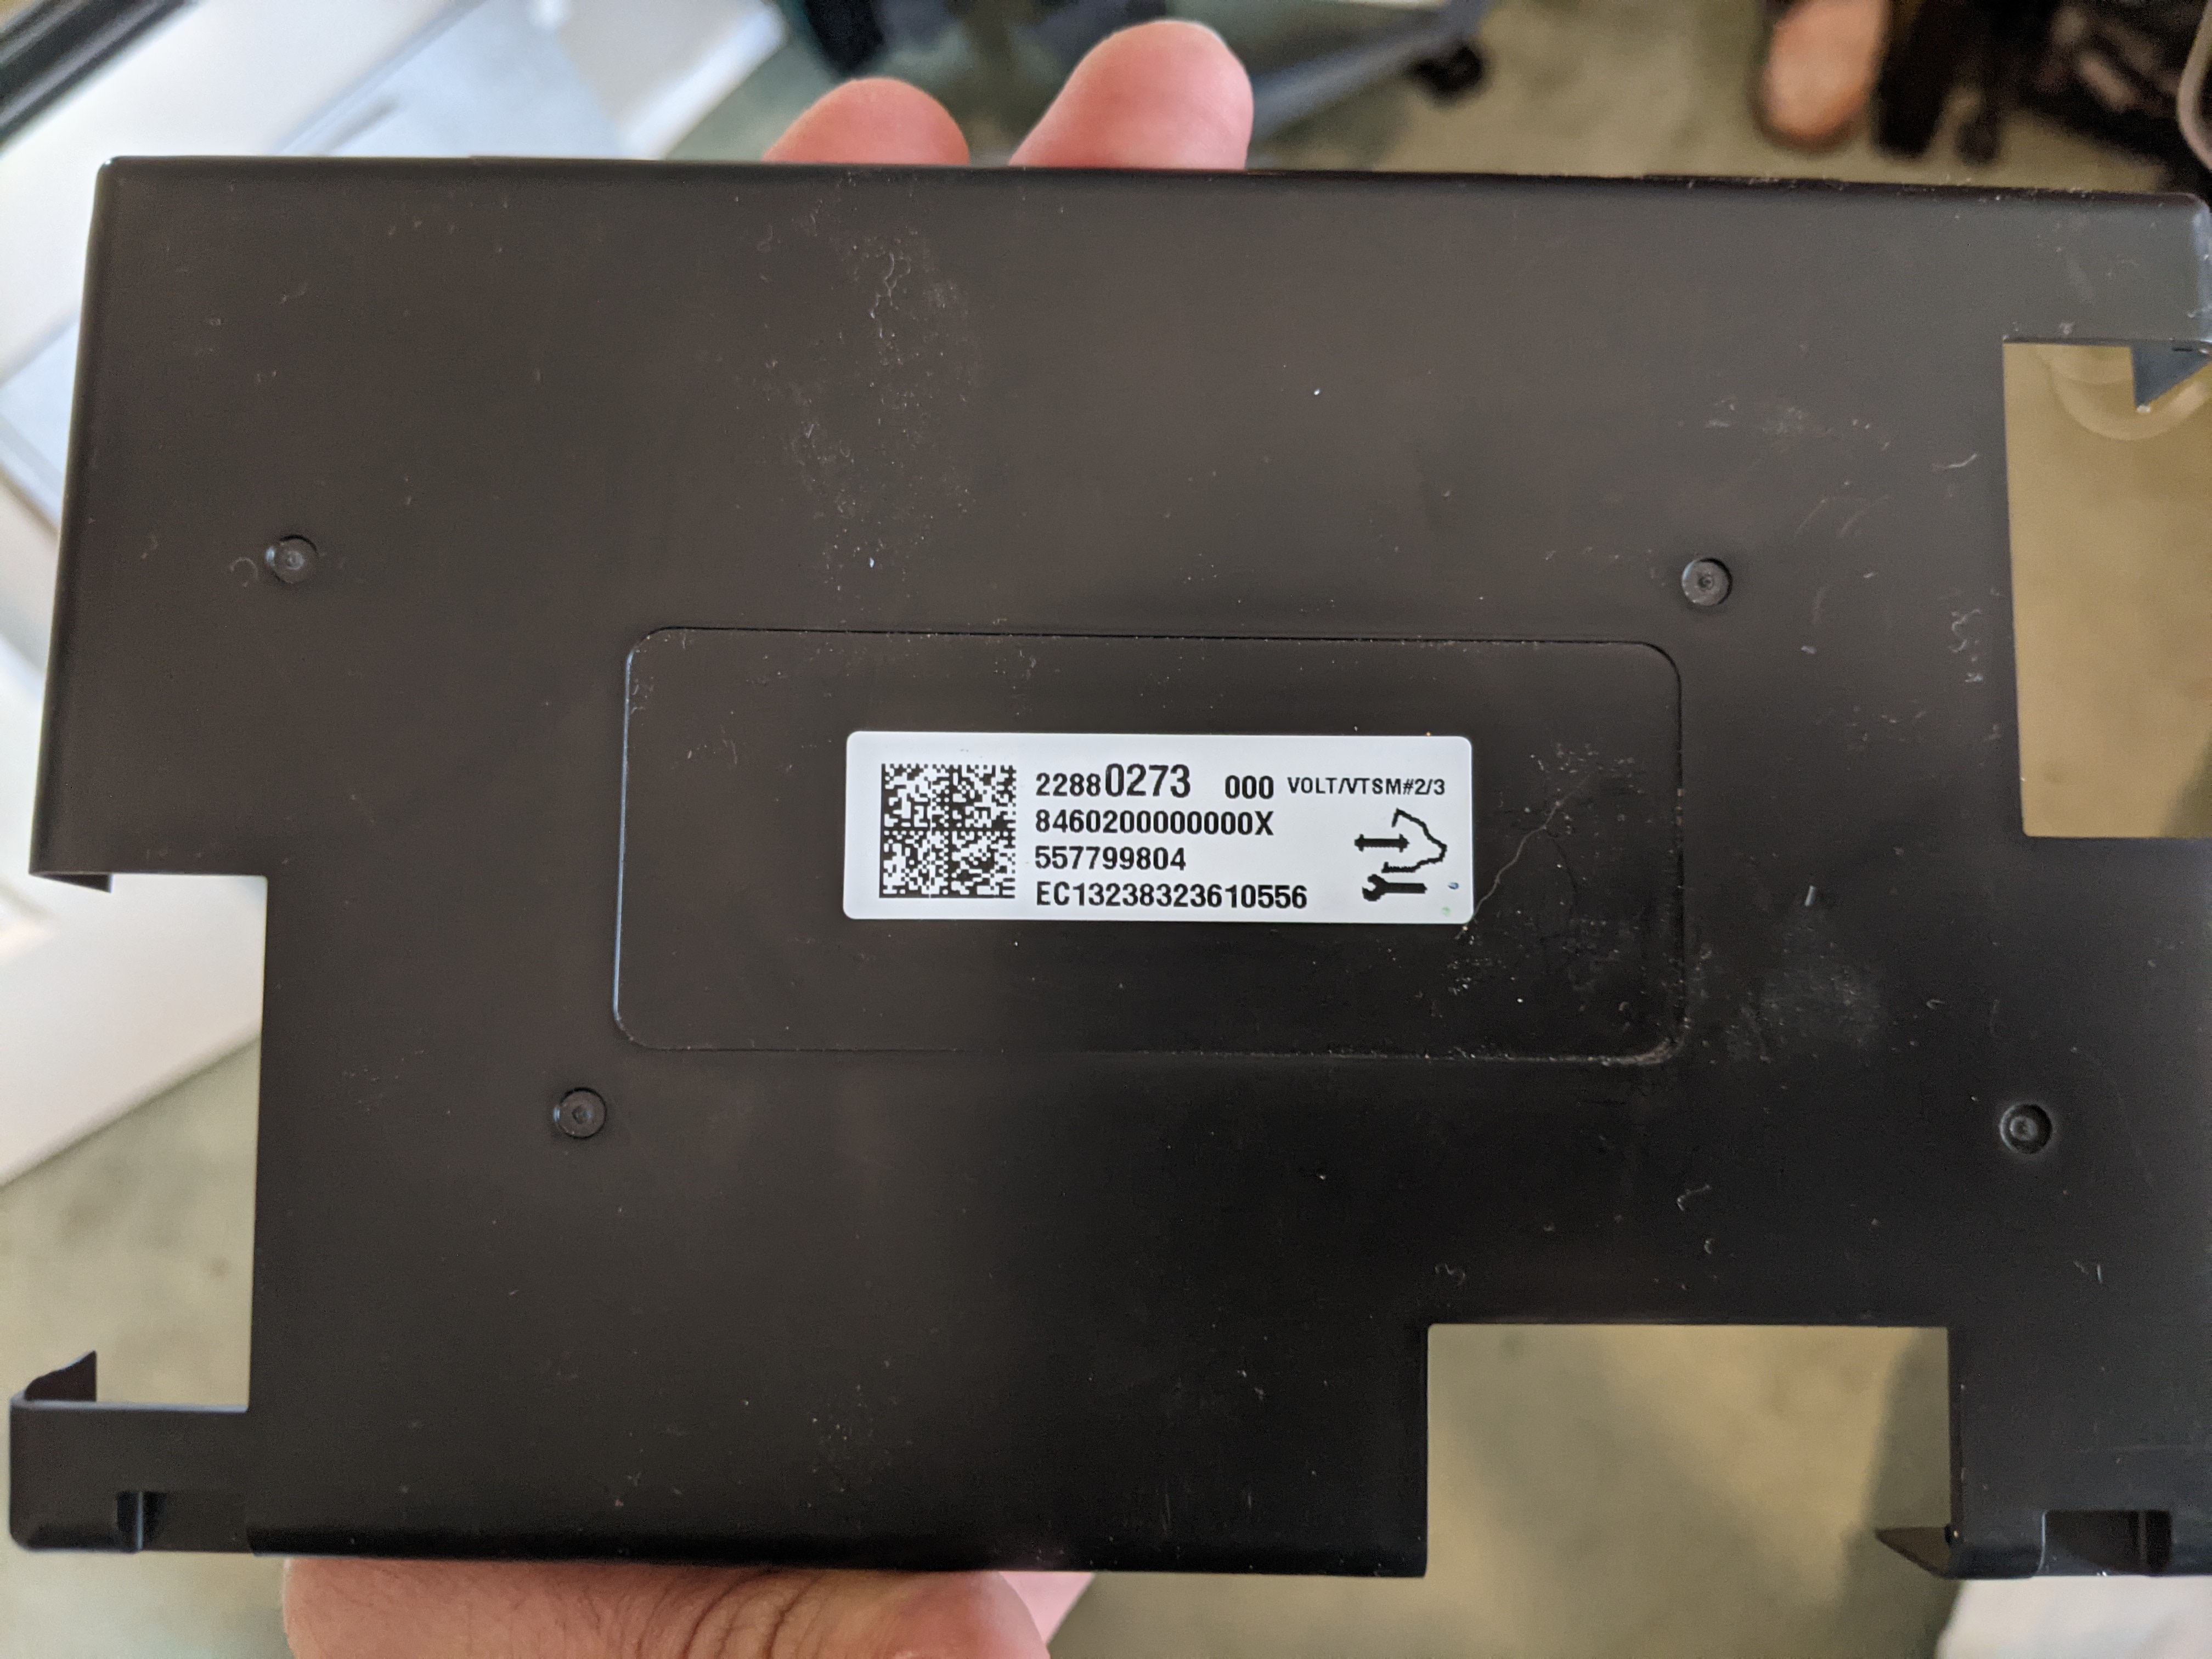 22880273 000 VOLT/VTSM#2/3
8460200000000X
557799804
EC13238323610556